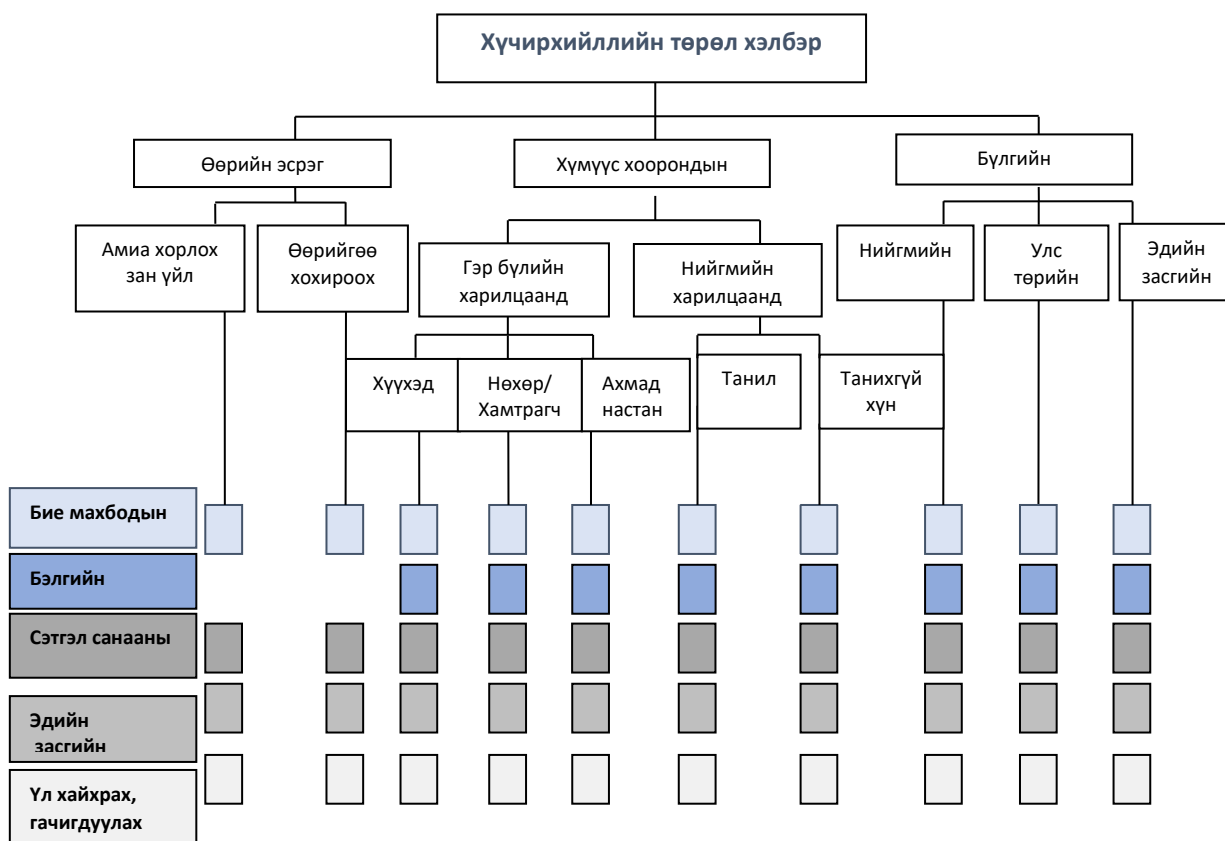 Хүчирхийллийн төрөл хэлбэр
Өөрийн эсрэг
Хүмүүс хоорондын
Бүлгийн
Амиа хорлох
зан үйл
Өөрийгөө
хохироох
Гэр бүлийн
харилцаанд
Нийгмийн
харилцаанд
Нийгмийн
Улс
төрийн
Эдийн
засгийн
Хүүхэд
Нөхөр/
Хамтрагч
Ахмад
настан
Танил
Танихгүй
хүн
Бие махбодын
Бэлгийн
Сэтгэл санааны
Эдийн
засгийн
Үл хайхрах,
гачигдуулах